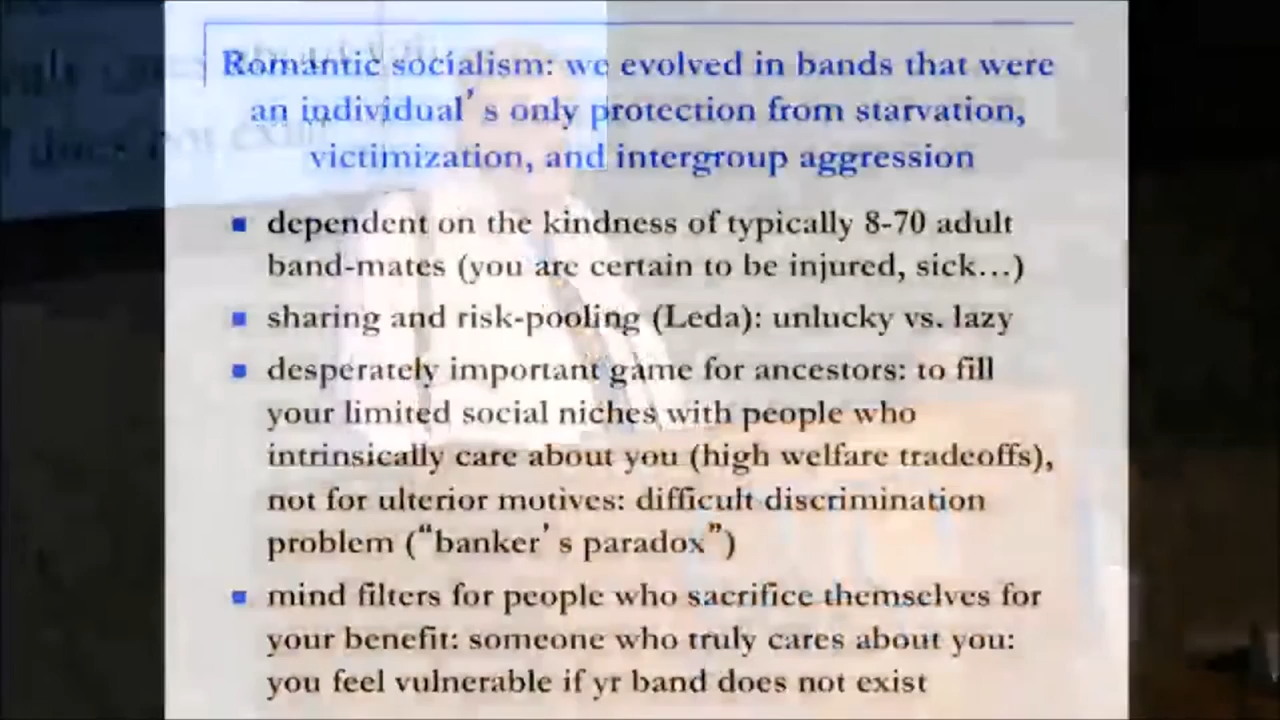 Romantic socialism: we evolved in bands that were
an individual's only protection from starvation,
victimization, and intergroup aggression
dependent on the kindness of typically 8-70 adult
band-mates (you are certain to be injured, sick...)
sharing and risk-pooling (Leda): unlucky vs. lazy
desperately important game for ancestors: to fill
your limited social niches with people who
intrinsically care about you (high welfare tradeoffs),
not for ulterior motives: difficult discrimination
problem (“banker's paradox”)
mind filters for people who sacrifice themselves for
your benefit: someone who truly cares about you:
you feel vulnerable if yr band does not exist